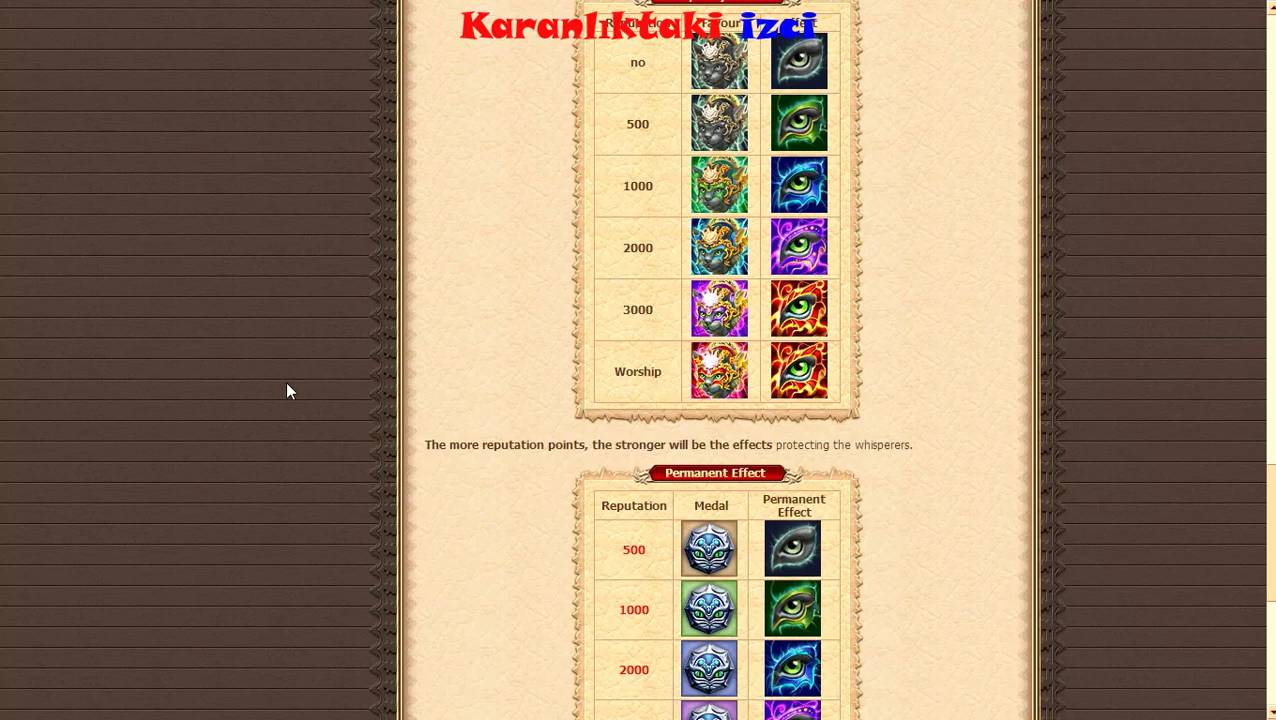 Karanlıktaki izci
Favour
no
500
1000
2000
3000
Worship
The more reputation points, the stronger will be the effects protecting the whisperers.
Permanent Effect
Reputation Medal Permanent Effect
500
1000
2000